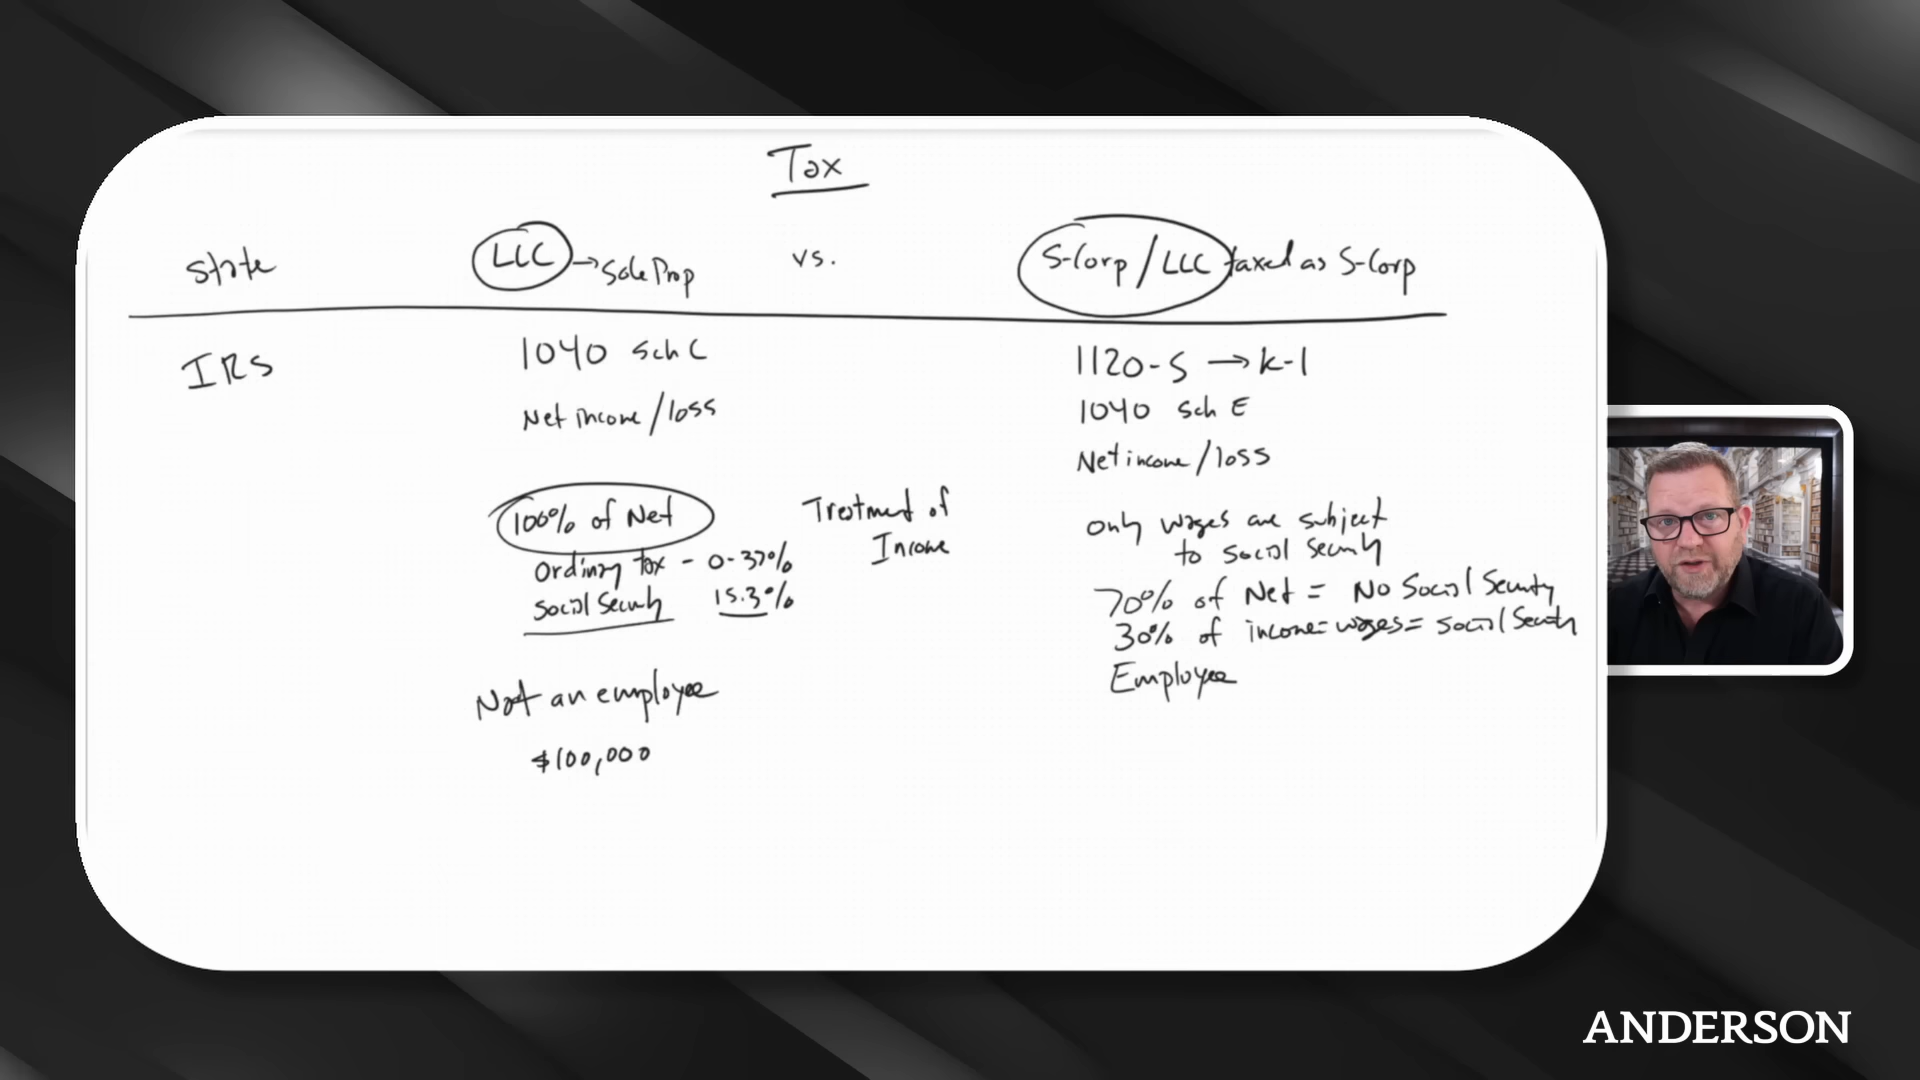 Tax
State LLC → Sole Prop vs. S-Corp / LLC taxed as S-Corp
IRS
1040 Sch C
Net income/loss
100% of Net
Ordinary tax - 0-37%
Social Security 15.3%
Not an employee
$100,000
Treatment of
Income
1120-S → K-1
1040 Sch E
Net income/loss
only wages are subject
to social security
70% of Net = No Social Security
30% of income = wages = Social Security
Employee
ANDERSON